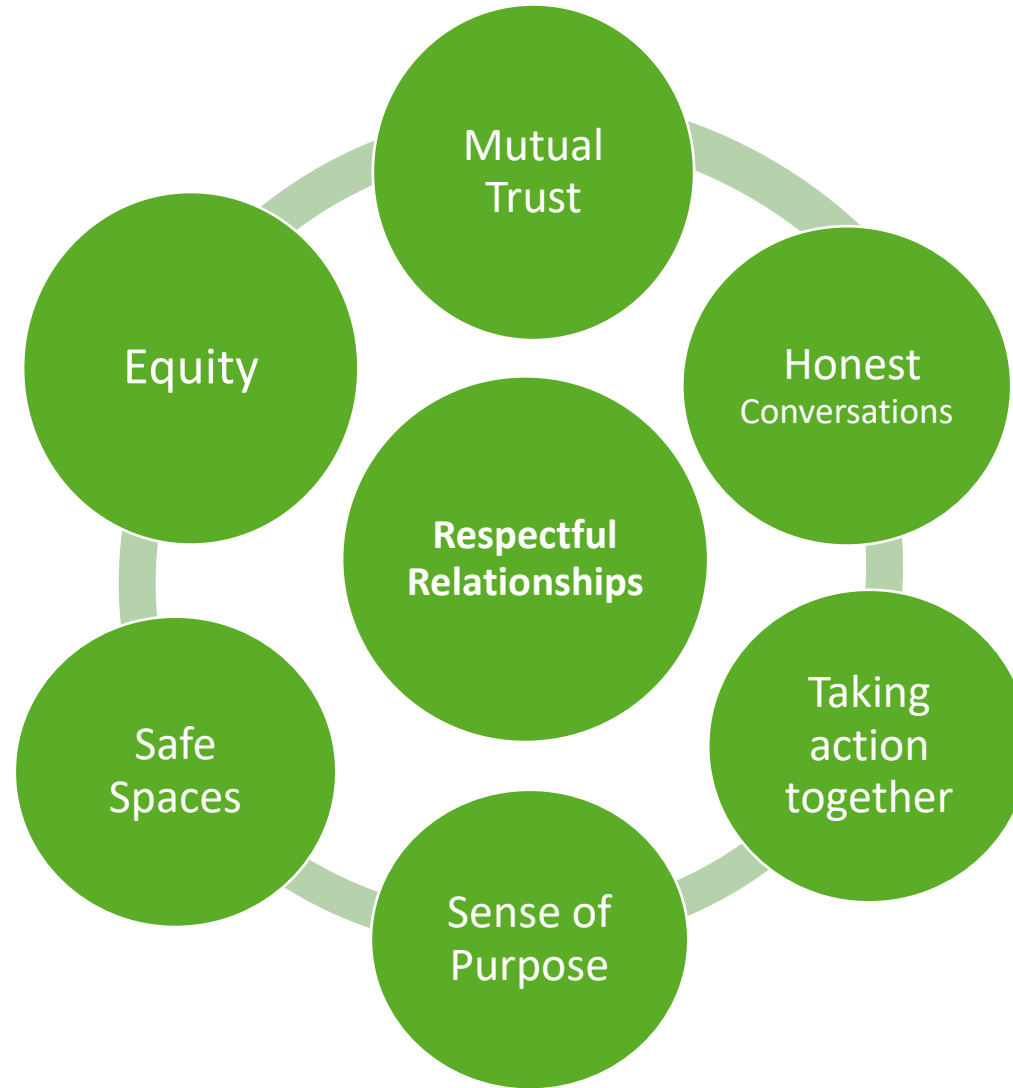 Mutual
Trust
Honest
Conversations
Taking
action
together
Sense of
Purpose
Safe
Spaces
Equity
Respectful
Relationships